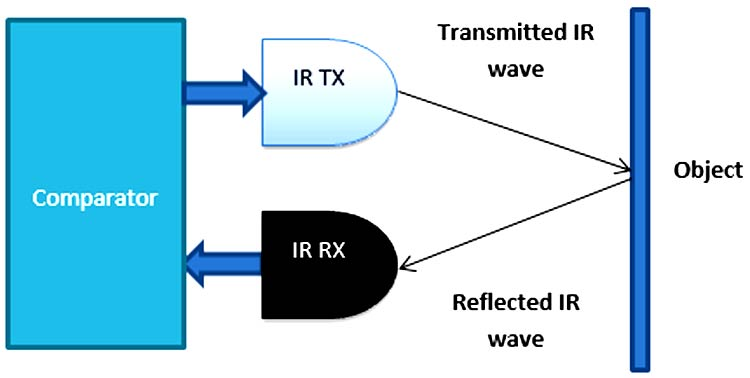 Transmitted IR
wave
IR TX
Object
Comparator
IR RX
Reflected IR
wave